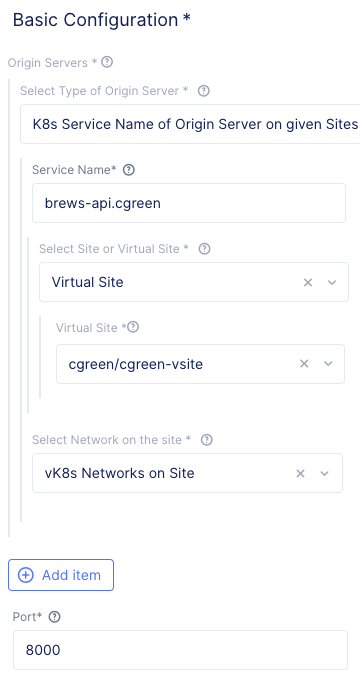 Basic Configuration *
Origin Servers *
Select Type of Origin Server *
K8s Service Name of Origin Server on given Sites
Service Name*
brews-api.cgreen
Select Site or Virtual Site *
Virtual Site
Virtual Site *
cgreen/cgreen-vsite
Select Network on the site *
vK8s Networks on Site
Add item
Port*
8000